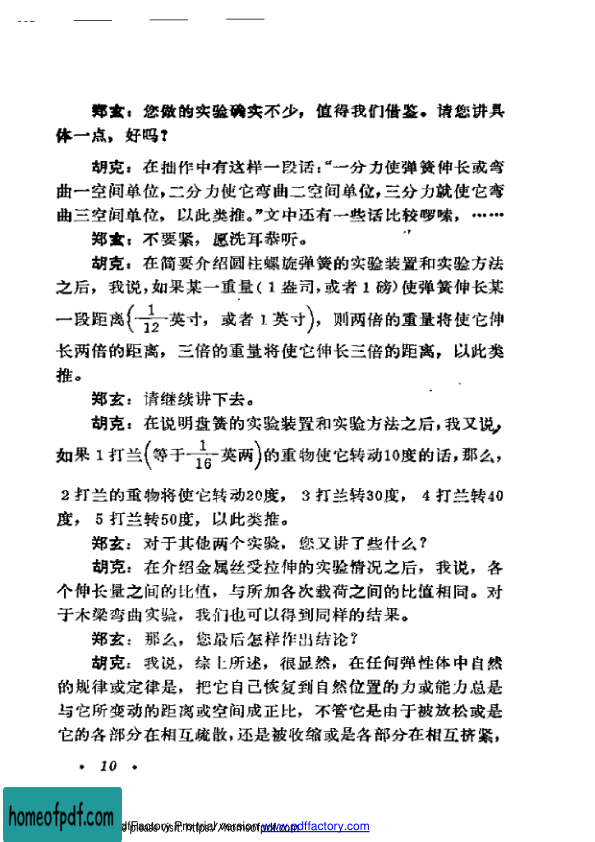 郑玄：您做的实验确实不少，值得我们借鉴。请您讲具
体一点，好吗？
胡克：在拙作中有这样一段话：“一分力使弹簧伸长或弯
曲一空间单位，二分力使它弯曲二空间单位，三分力就使它弯
曲三空间单位，以此类推。”文中还有一些话比较啰嗦，……
郑玄：不要紧，愿洗耳恭听。
胡克：在简要介绍圆柱螺旋弹簧的实验装置和实验方法
之后，我说，如果某一重量（1盎司，或者1磅）使弹簧伸长某
一段距离(1/12英寸，或者1英寸)，则两倍的重量将使它伸
长两倍的距离，三倍的重量将使它伸长三倍的距离，以此类
推。
郑玄：请继续讲下去。
胡克：在说明盘簧的实验装置和实验方法之后，我又说，
如果1打兰(等于1/16英两)的重物使它转动10度的话，那么，
2打兰的重物将使它转动20度，3打兰转30度，4打兰转40
度，5打兰转50度，以此类推。
郑玄：对于其他两个实验，您又讲了些什么？
胡克：在介绍金属丝受拉伸的实验情况之后，我说，各
个伸长量之间的比值，与所加各次载荷之间的比值相同。对
于木梁弯曲实验，我们也可以得到同样的结果。
郑玄：那么，您最后怎样作出结论？
胡克：我说，综上所述，很显然，在任何弹性体中自然
的规律或定律是，把它自己恢复到自然位置的力或能力总是
与它所变动的距离或空间成正比，不管它是由于被放松或是
它的各部分在相互疏散，还是被收缩或是各部分在相互挤紧，
• 10 •
homeofpdf.com
dfFactory Pro trial version www.pdffactory.com
please visit: https://homeofpdf.com